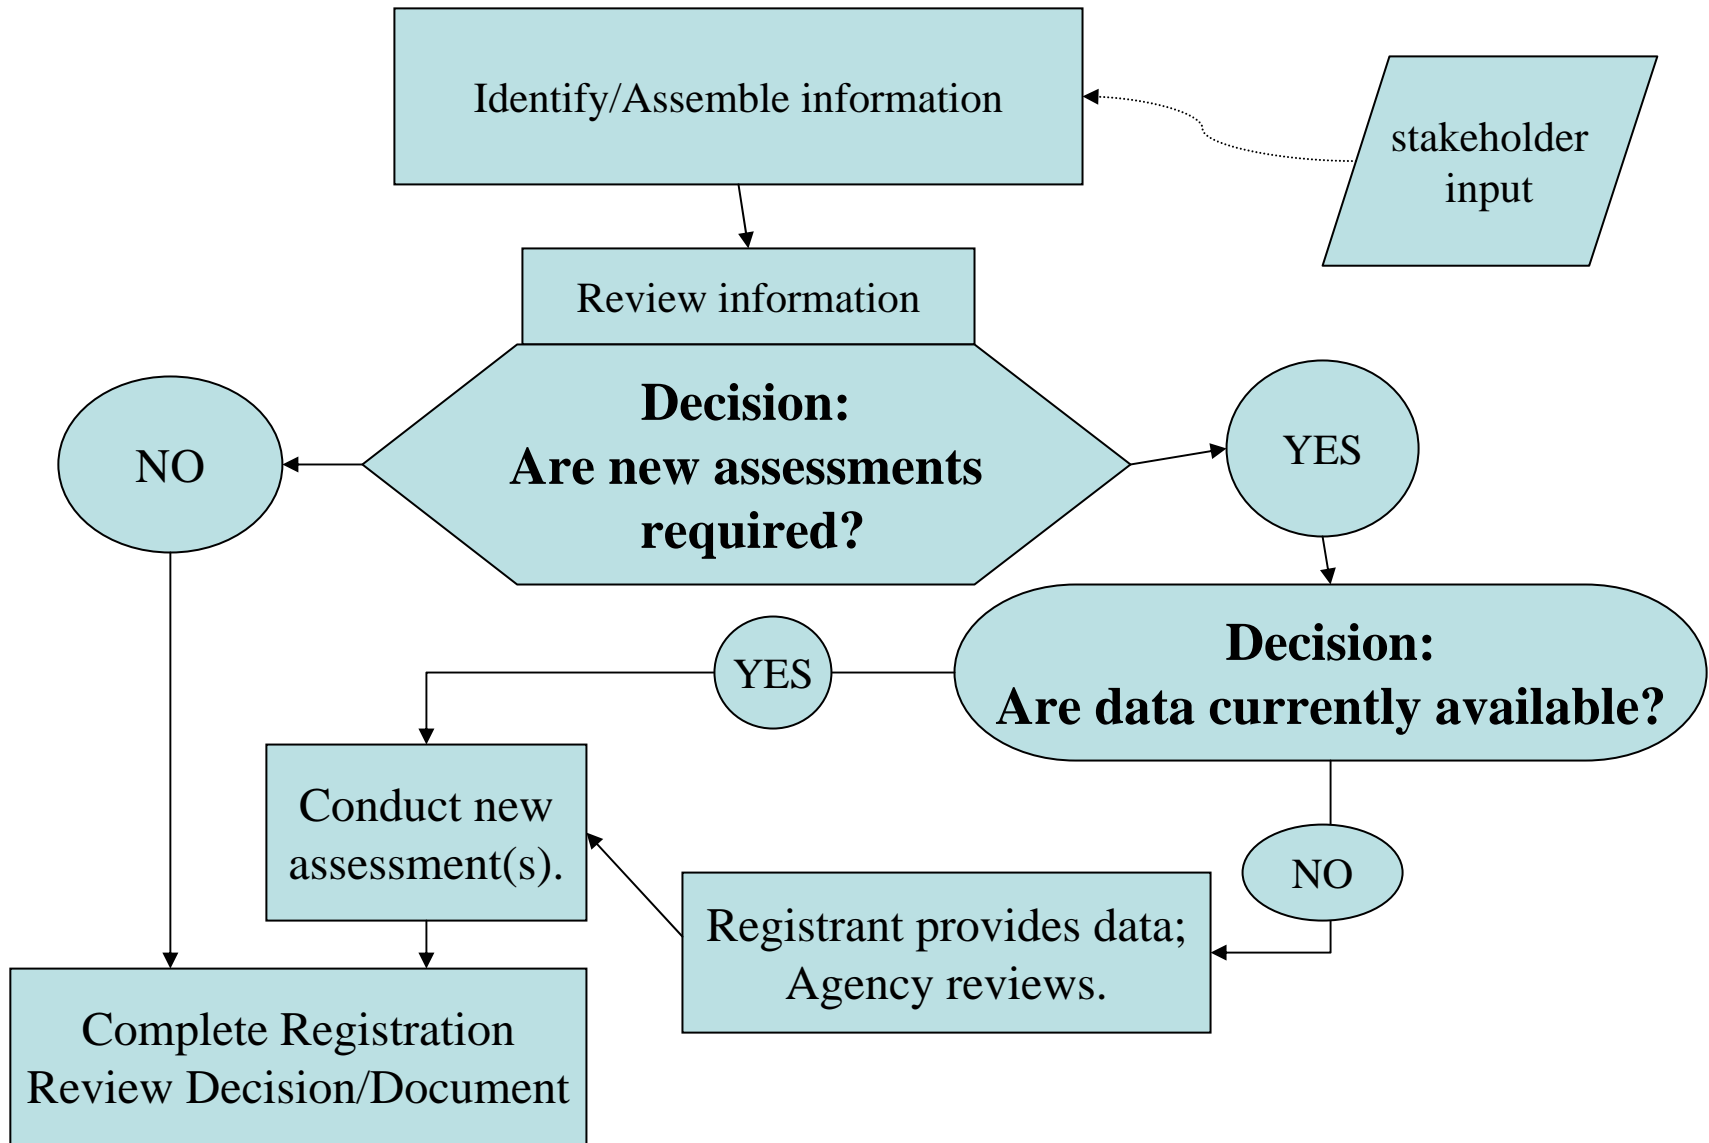 Identify/Assemble information
stakeholder
input
Review information
Decision:
Are new assessments
required?
NO
YES
Decision:
Are data currently available?
YES
NO
Conduct new
assessment(s).
Registrant provides data;
Agency reviews.
Complete Registration
Review Decision/Document